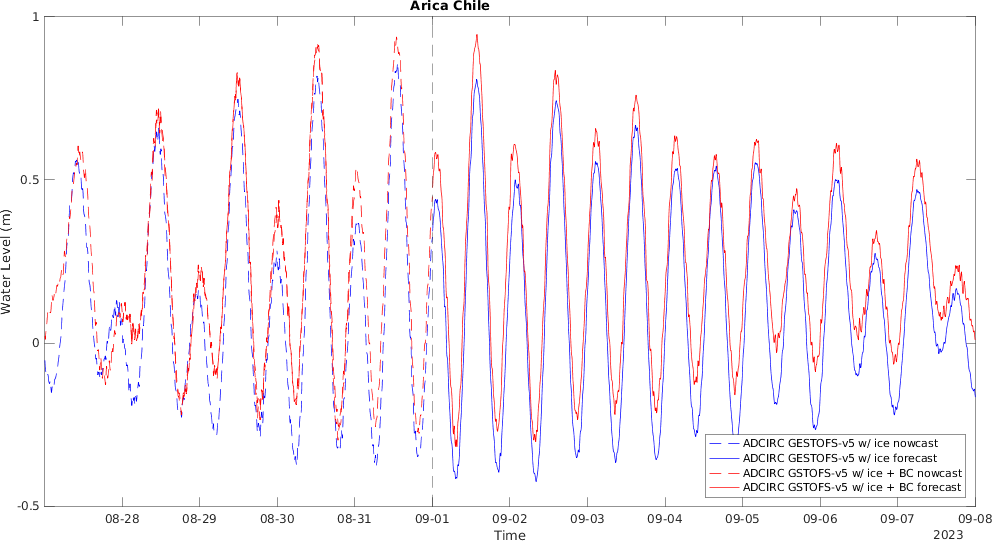 Arica Chile
1
0.5
0
-0.5
Water Level (m)
ADCIRC GESTOFS-v5 w/ ice nowcast
ADCIRC GESTOFS-v5 w/ ice forecast
ADCIRC GSTOFS-v5 w/ ice + BC nowcast
ADCIRC GSTOFS-v5 w/ ice + BC forecast
08-28 08-29 08-30 08-31 09-01 09-02 09-03 09-04 09-05 09-06 09-07 09-08
Time
2023